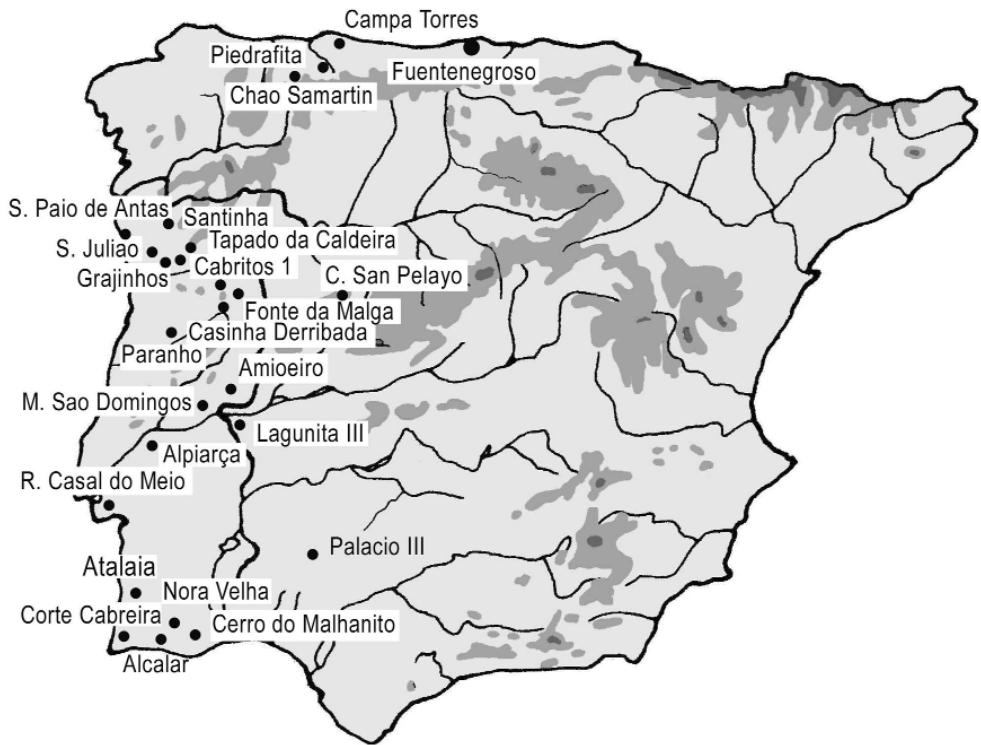 Campa Torres
Piedrafita
Fuentenegroso
Chao Samartin
S. Paio de Antas
Santinha
Tapado da Caldeira
S. Juliao
Cabritos 1
Grajinhos
C. San Pelayo
Fonte da Malga
Casinha Derribada
Paranho
Amioeiro
M. Sao Domingos
Lagunita III
Alpiarça
R. Casal do Meio
Palacio III
Atalaia
Nora Velha
Corte Cabreira
Cerro do Malhanito
Alcalar